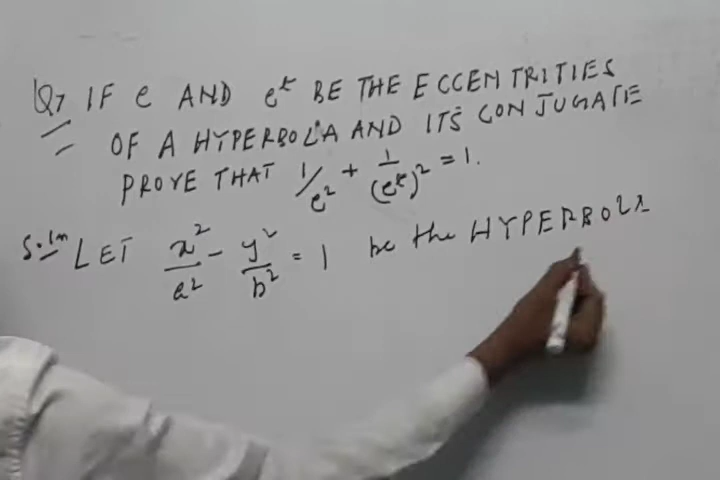 Q7 IF e AND e* BE THE ECCENTRITIES
OF A HYPERBOLA AND ITS CONJUGATE
PROVE THAT 1/e² + 1/(e*)² = 1.
Soln LET x²/a² - y²/b² = 1 be the HYPERBOLA